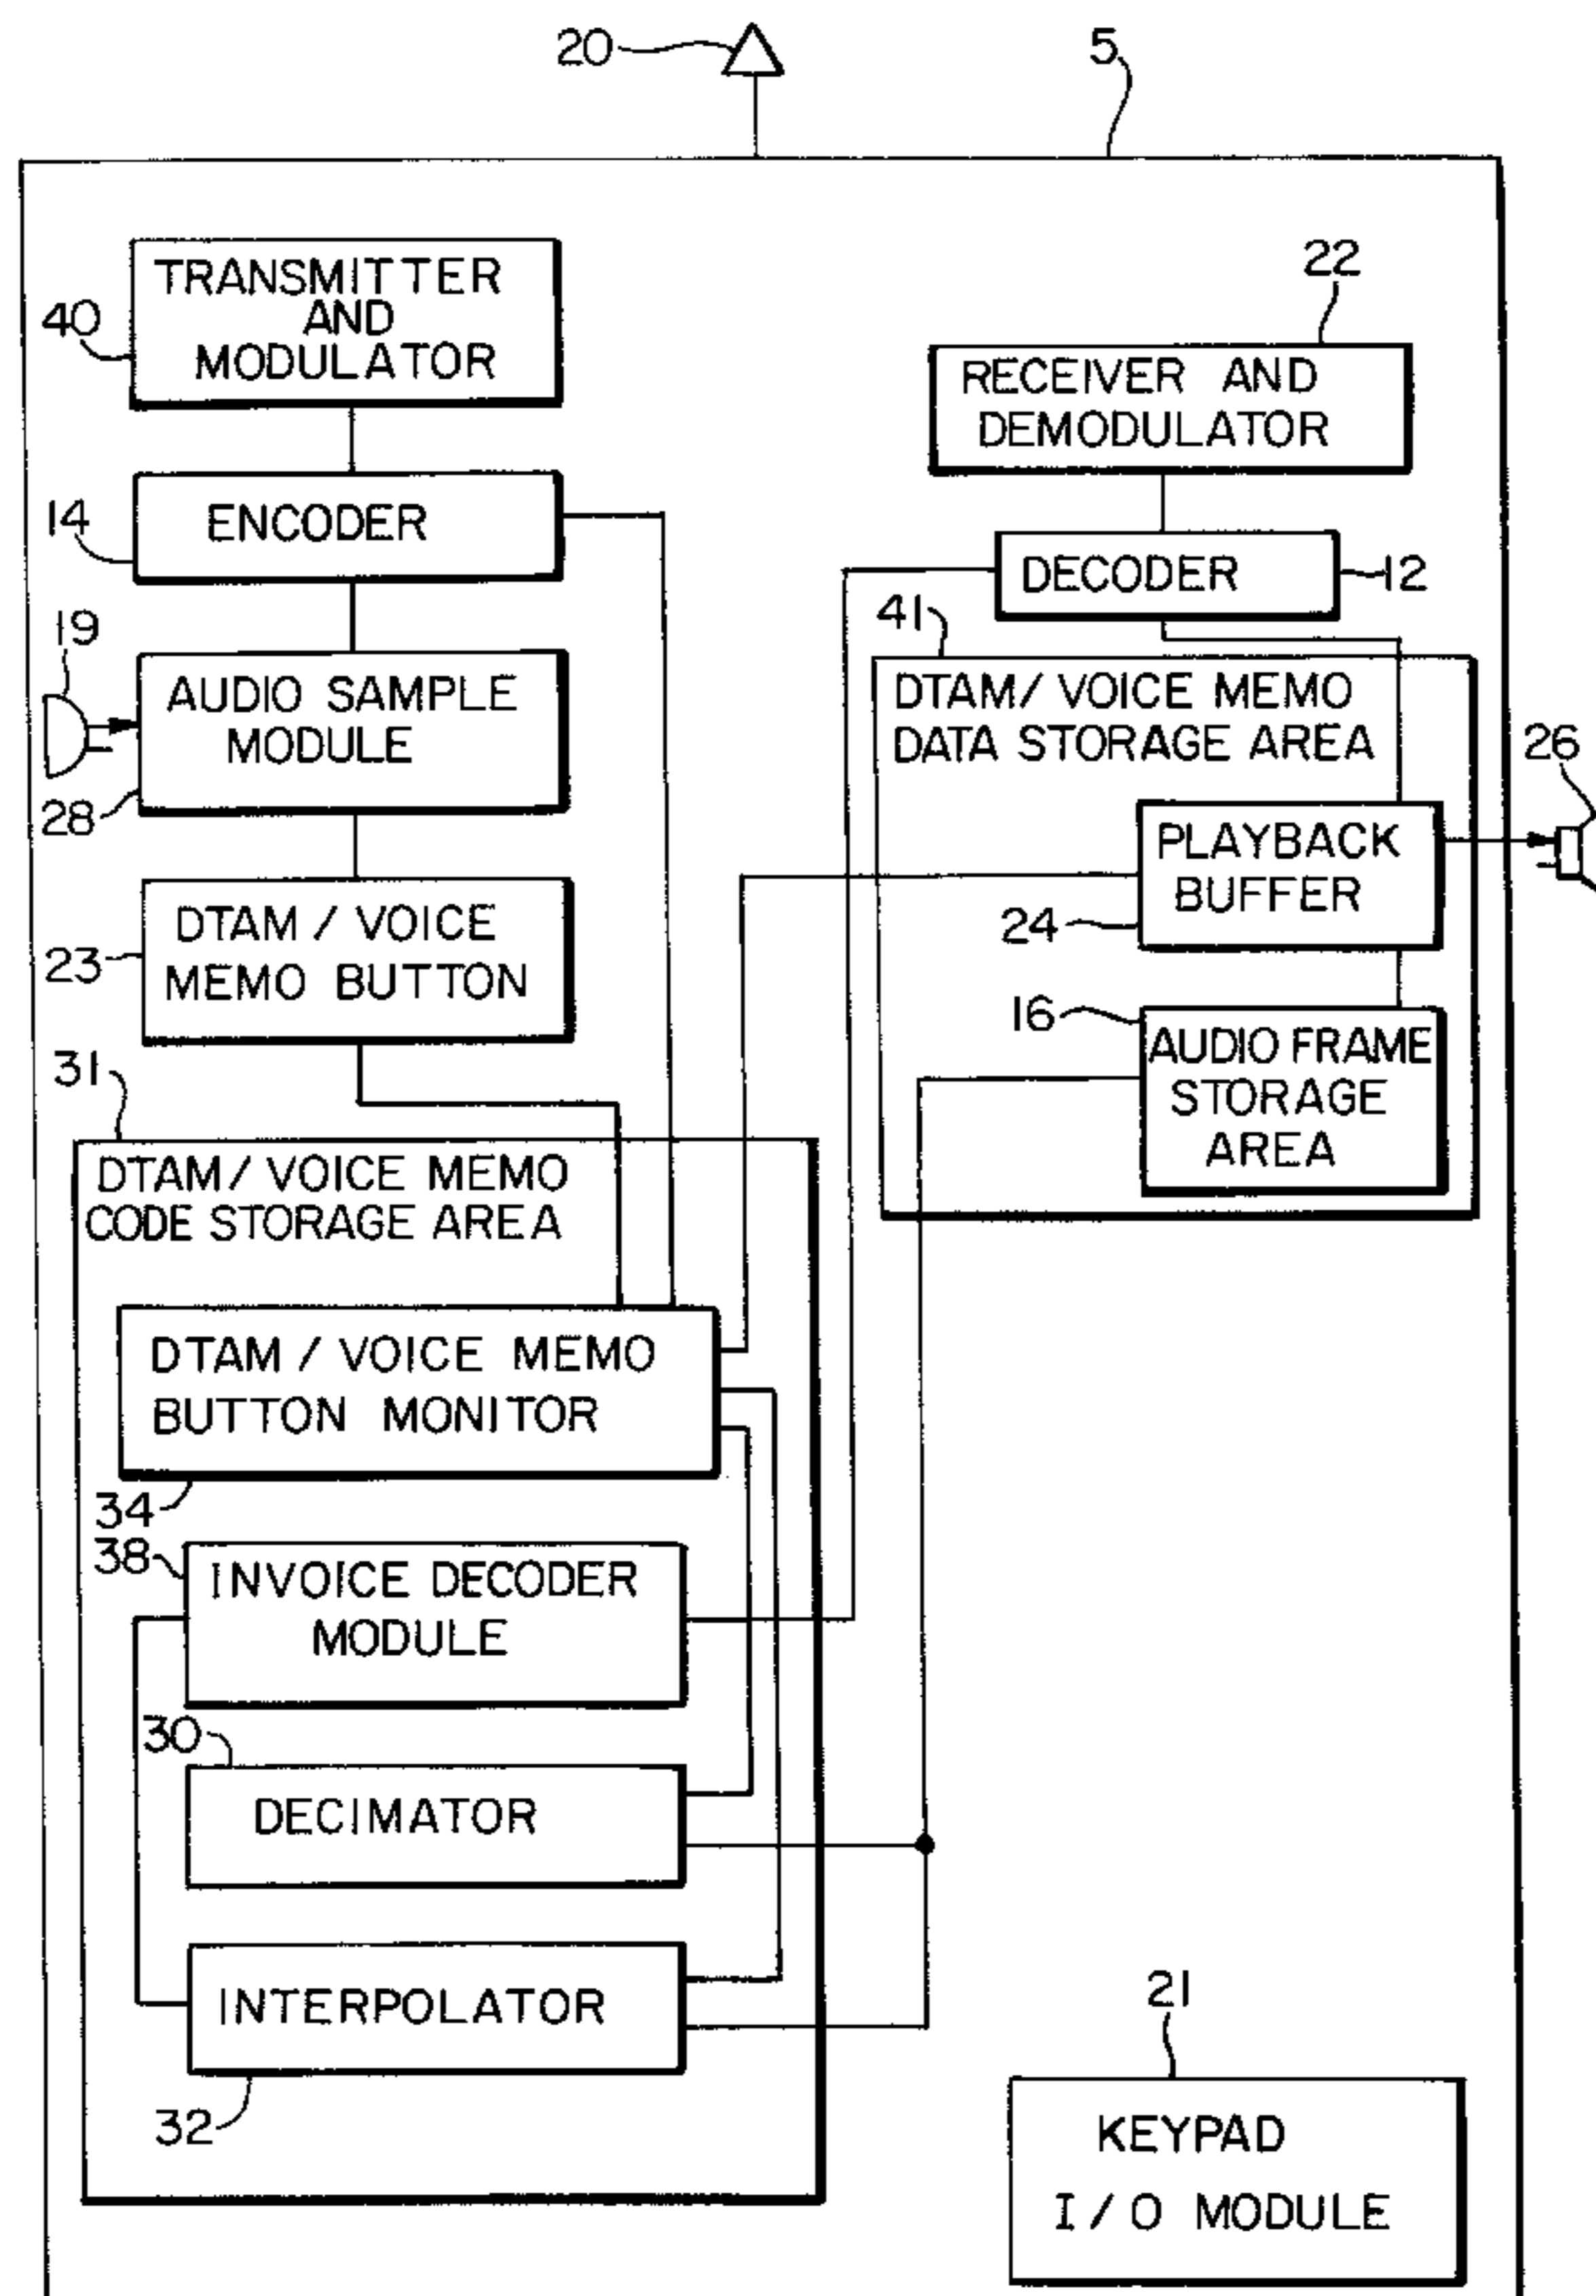 20
5
TRANSMITTER
AND
MODULATOR
40
22
RECEIVER AND
DEMODULATOR
14
ENCODER
DECODER
12
19
AUDIO SAMPLE
MODULE
28
41
DTAM/ VOICE MEMO
DATA STORAGE AREA
26
PLAYBACK
BUFFER
24
DTAM / VOICE
MEMO BUTTON
23
16
AUDIO FRAME
STORAGE
AREA
31
DTAM/ VOICE MEMO
CODE STORAGE AREA
DTAM / VOICE MEMO
BUTTON MONITOR
34
38
INVOICE DECODER
MODULE
30
DECIMATOR
INTERPOLATOR
32
21
KEYPAD
I/O MODULE